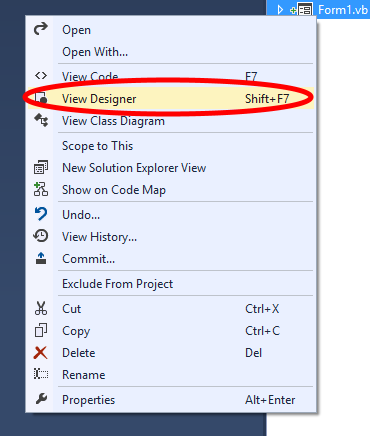 Form1.vb
Open
Open With...
View Code F7
View Designer Shift+F7
View Class Diagram
Scope to This
New Solution Explorer View
Show on Code Map
Undo...
View History...
Commit...
Exclude From Project
Cut Ctrl+X
Copy Ctrl+C
Delete Del
Rename
Properties Alt+Enter